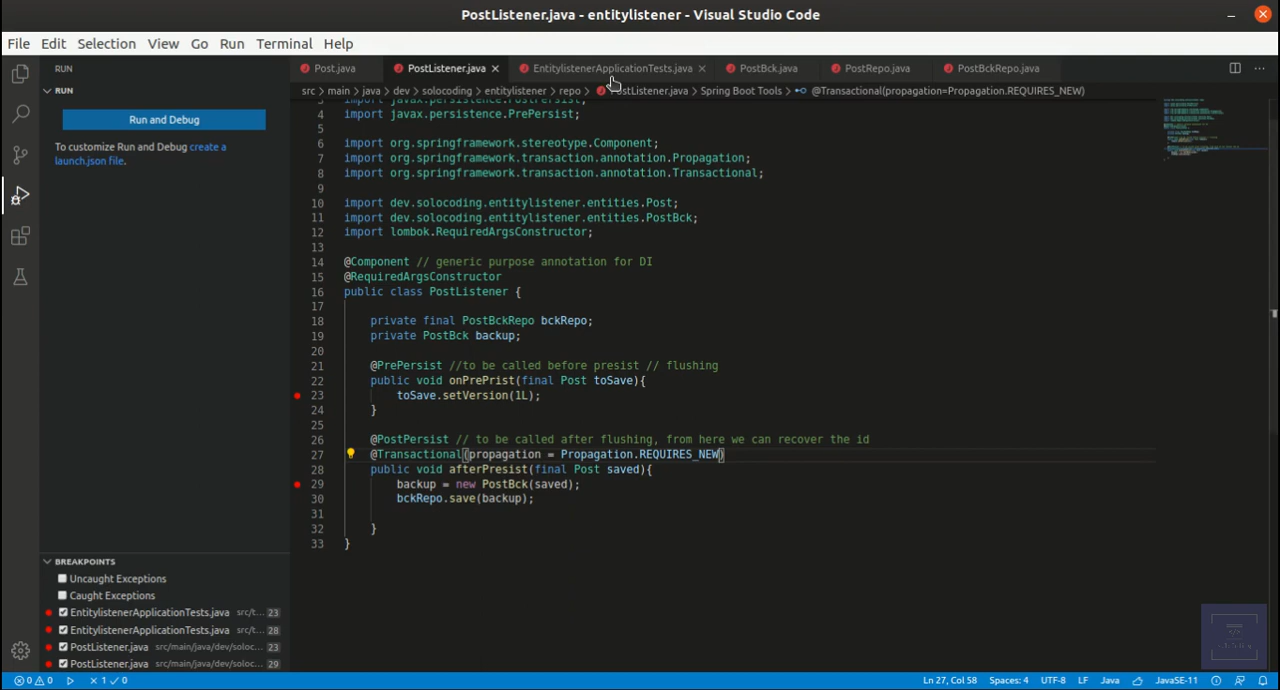 PostListener.java - entitylistener - Visual Studio Code
File Edit Selection View Go Run Terminal Help
RUN
Post.java PostListener.java EntitylistenerApplicationTests.java PostBck.java PostRepo.java PostBckRepo.java
RUN
src > main > java > dev > solocoding > entitylistener > repo > PostListener.java > Spring Boot Tools > @Transactional(propagation=Propagation.REQUIRES_NEW)
Run and Debug
To customize Run and Debug create a
launch.json file.
3 import javax.persistence.PostPersist;
4 import javax.persistence.PrePersist;
5
6 import org.springframework.stereotype.Component;
7 import org.springframework.transaction.annotation.Propagation;
8 import org.springframework.transaction.annotation.Transactional;
9
10 import dev.solocoding.entitylistener.entities.Post;
11 import dev.solocoding.entitylistener.entities.PostBck;
12 import lombok.RequiredArgsConstructor;
13
14 @Component // generic purpose annotation for DI
15 @RequiredArgsConstructor
16 public class PostListener {
17
18 private final PostBckRepo bckRepo;
19 private PostBck backup;
20
21 @PrePersist //to be called before presist // flushing
22 public void onPrePrist(final Post toSave){
23 toSave.setVersion(1L);
24 }
25
26 @PostPersist // to be called after flushing, from here we can recover the id
27 @Transactional(propagation = Propagation.REQUIRES_NEW)
28 public void afterPresist(final Post saved){
29 backup = new PostBck(saved);
30 bckRepo.save(backup);
31
32 }
33 }
BREAKPOINTS
Uncaught Exceptions
Caught Exceptions
EntitylistenerApplicationTests.java src/t... 23
EntitylistenerApplicationTests.java src/t... 28
PostListener.java src/main/java/dev/soloc... 23
PostListener.java src/main/java/dev/soloc... 29
0 0 1 0 Ln 27, Col 58 Spaces: 4 UTF-8 LF Java JavaSE-11